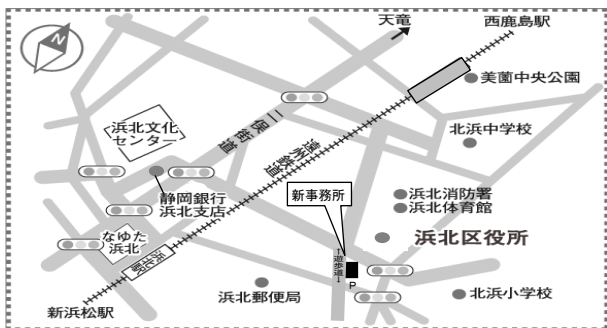 天竜
西鹿島駅
美薗中央公園
浜北文化
センター
二俣街道
遠州鉄道
北浜中学校
静岡銀行
浜北支店
新事務所
浜北消防署
浜北体育館
なゆた
浜北
浜北駅
浜北区役所
←遊歩道→
P
新浜松駅
浜北郵便局
北浜小学校